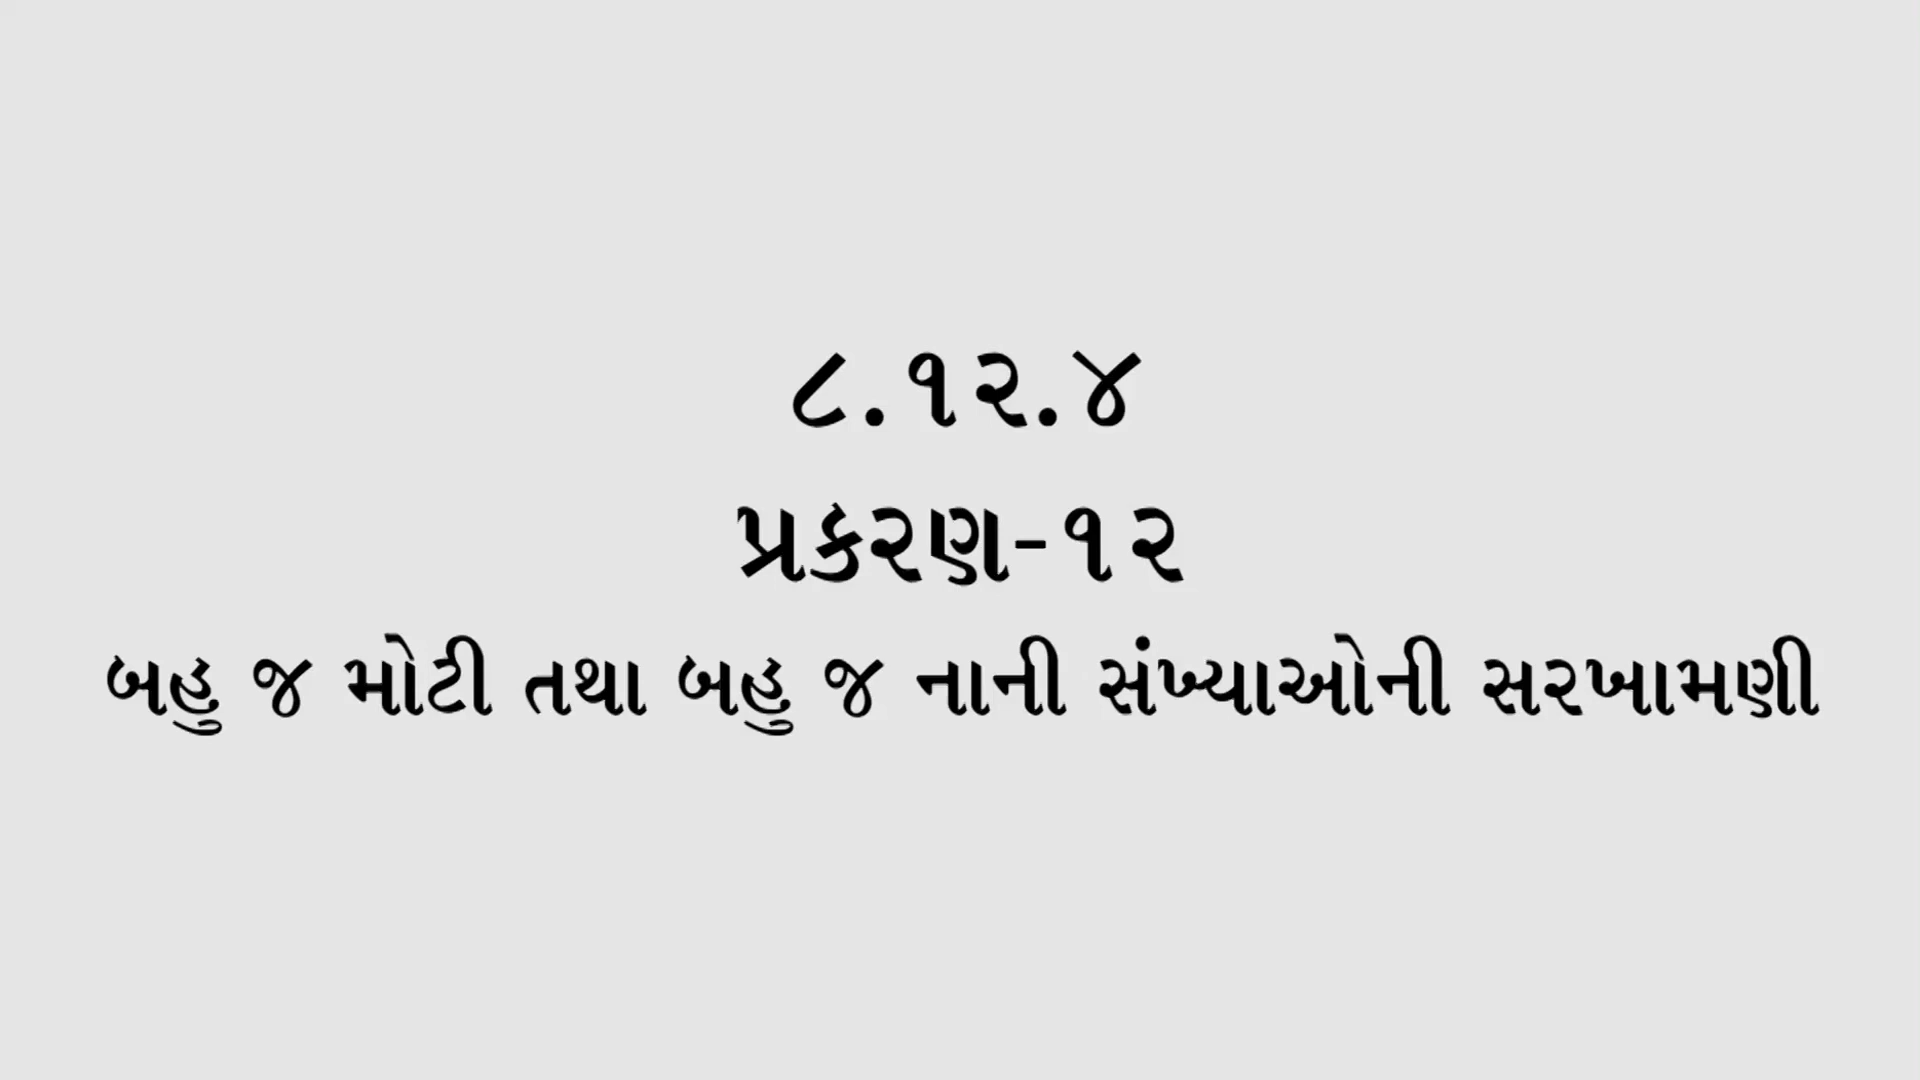 ૮.૧૨.૪
પ્રકરણ-૧૨
બહુ જ મોટી તથા બહુ જ નાની સંખ્યાઓની સરખામણી